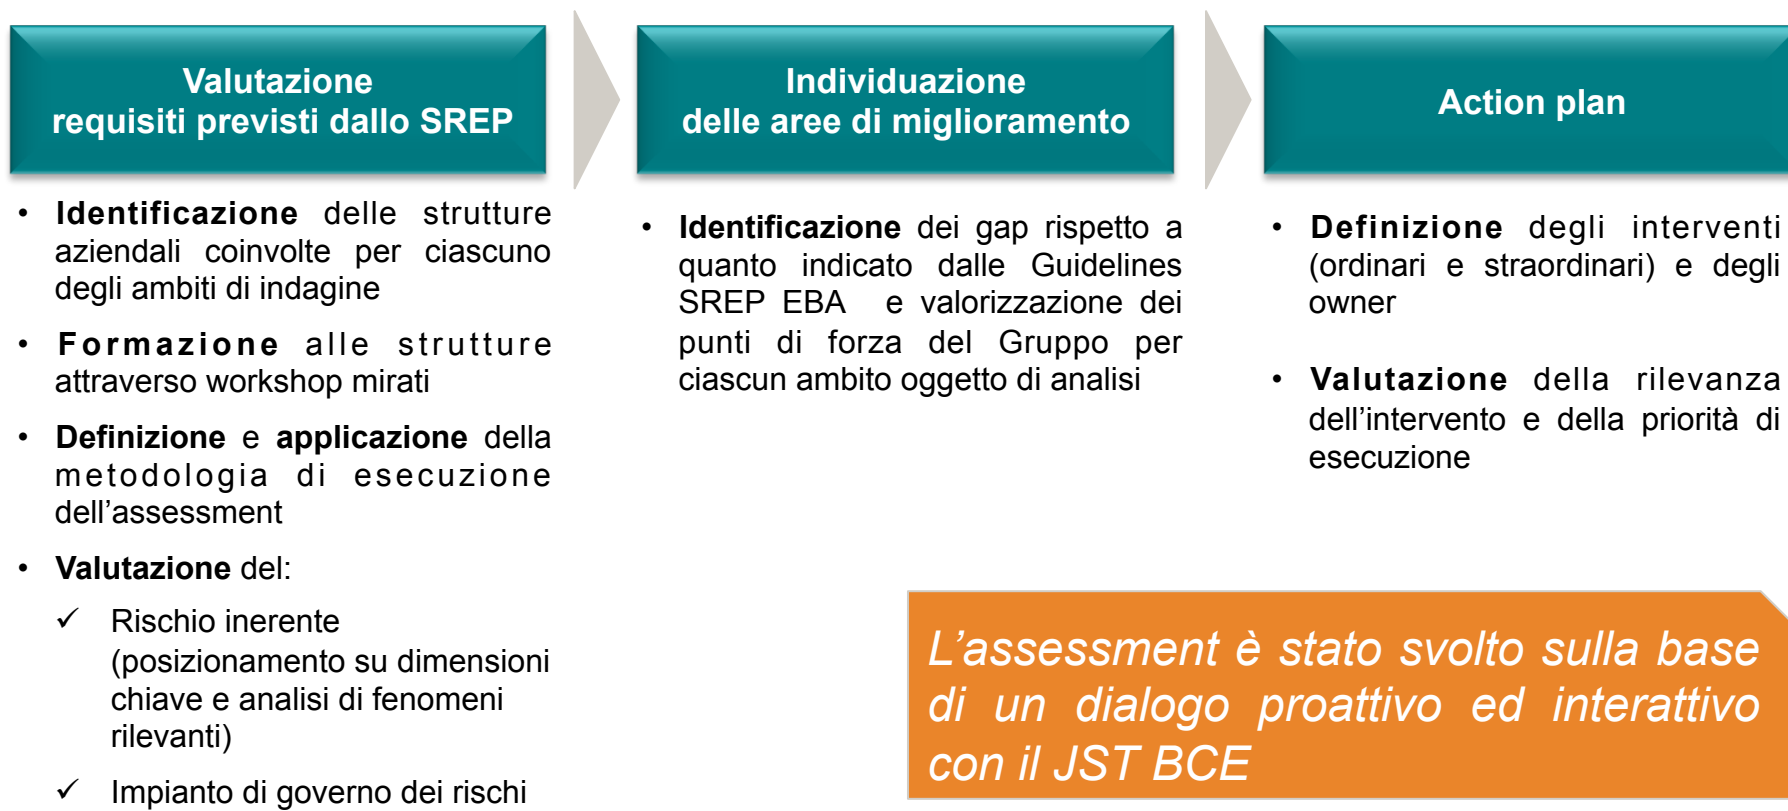 Valutazione
requisiti previsti dallo SREP
• Identificazione delle strutture
aziendali coinvolte per ciascuno
degli ambiti di indagine
• Formazione alle strutture
attraverso workshop mirati
• Definizione e applicazione della
metodologia di esecuzione
dell’assessment
• Valutazione del:
✓ Rischio inerente
(posizionamento su dimensioni
chiave e analisi di fenomeni
rilevanti)
✓ Impianto di governo dei rischi
Individuazione
delle aree di miglioramento
• Identificazione dei gap rispetto a
quanto indicato dalle Guidelines
SREP EBA e valorizzazione dei
punti di forza del Gruppo per
ciascun ambito oggetto di analisi
Action plan
• Definizione degli interventi
(ordinari e straordinari) e degli
owner
• Valutazione della rilevanza
dell’intervento e della priorità di
esecuzione
L’assessment è stato svolto sulla base
di un dialogo proattivo ed interattivo
con il JST BCE